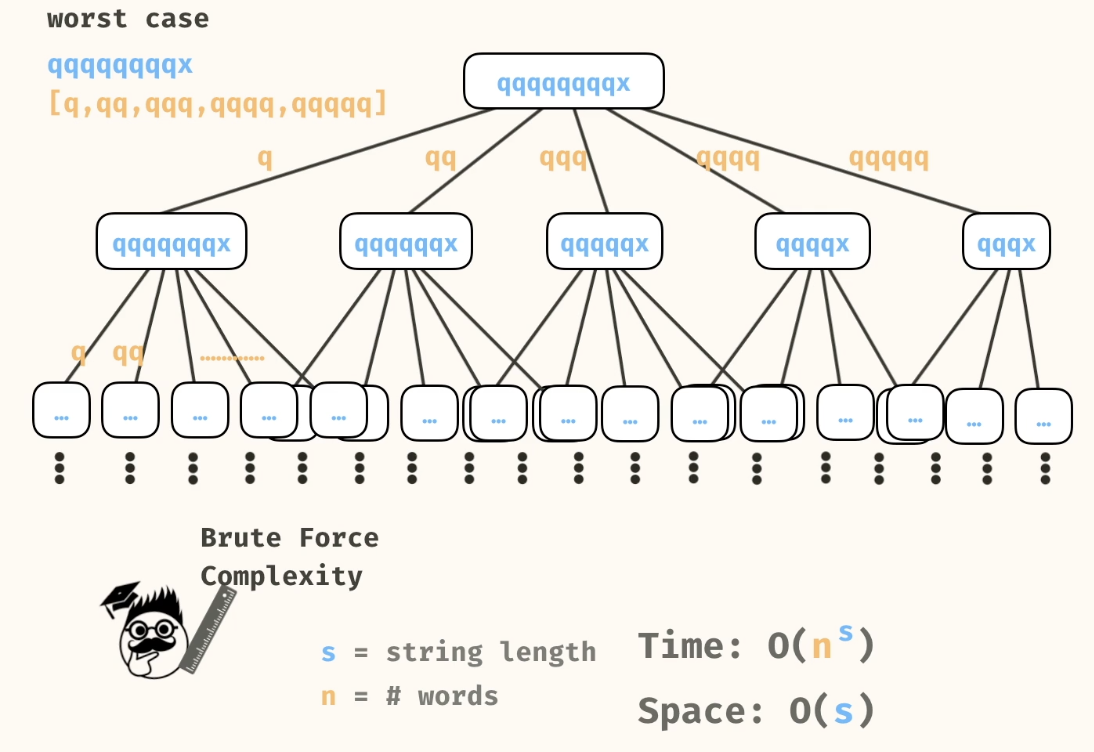 worst case
qqqqqqqqx
[q,qq,qqq,qqqq,qqqqq]
qqqqqqqqx
q qq qqq qqqq qqqqq
qqqqqqqx qqqqqqx qqqqqx qqqqx qqqx
q qq ............
... ... ... ... ... ... ... ... ... ... ... ... ... ... ...
Brute Force
Complexity
s = string length
n = # words
Time: O(n^s)
Space: O(s)